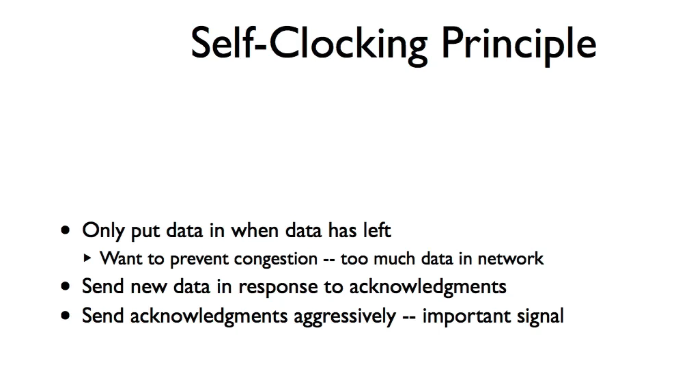 Self-Clocking Principle
• Only put data in when data has left
‣ Want to prevent congestion -- too much data in network
• Send new data in response to acknowledgments
• Send acknowledgments aggressively -- important signal